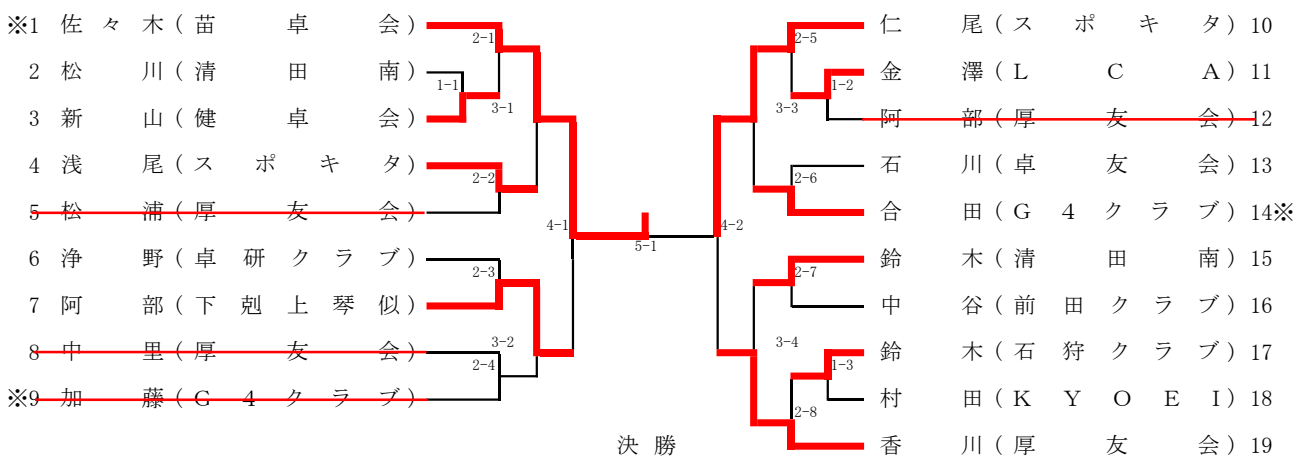 ※1 佐々木(苗卓会)
2 松川(清田南)
3 新山(健卓会)
4 浅尾(スポキタ)
5 松浦(厚友会)
6 浄野(卓研クラブ)
7 阿部(下剋上琴似)
8 中里(厚友会)
※9 加藤(G4クラブ)
2-1
1-1
3-1
2-2
4-1
2-3
3-2
2-4
5-1
決勝
2-5
1-2
3-3
2-6
4-2
2-7
3-4
1-3
2-8
仁尾(スポキタ) 10
金澤(LCA) 11
阿部(厚友会) 12
石川(卓友会) 13
合田(G4クラブ) 14※
鈴木(清田南) 15
中谷(前田クラブ) 16
鈴木(石狩クラブ) 17
村田(KYOEI) 18
香川(厚友会) 19